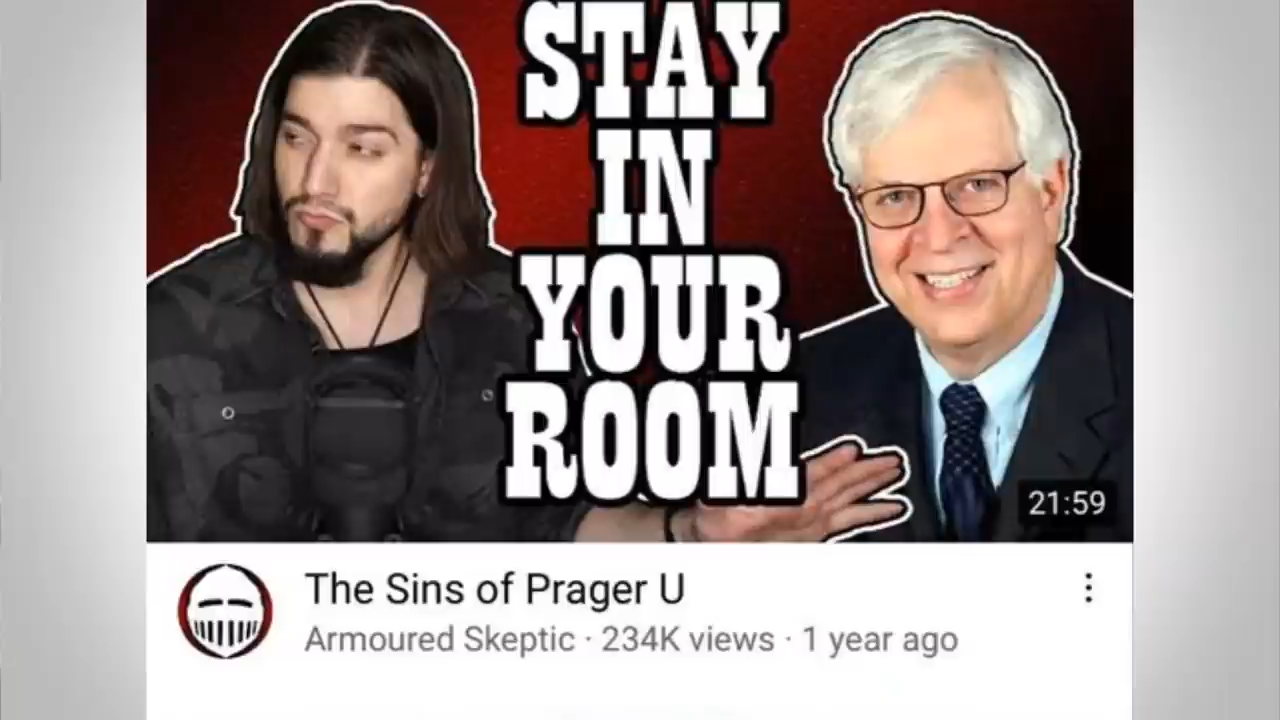 STAY
IN
YOUR
ROOM
21:59
The Sins of Prager U
Armoured Skeptic · 234K views · 1 year ago